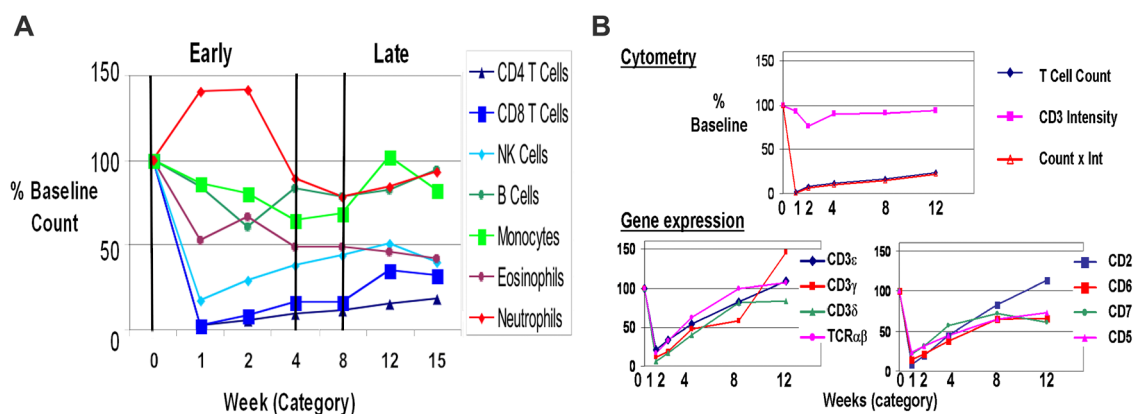 A
Early
Late
150
100
50
0
% Baseline
Count
0 1 2 4 8 12 15
Week (Category)
CD4 T Cells
CD8 T Cells
NK Cells
B Cells
Monocytes
Eosinophils
Neutrophils
B
Cytometry
%
Baseline
150
100
50
0
0 1 2 4 8 12
T Cell Count
CD3 Intensity
Count x Int
Gene expression
150
100
50
0
0 1 2 4 8 12
CD3ε
CD3γ
CD3δ
TCRαβ
150
100
50
0
0 1 2 4 8 12
CD2
CD6
CD7
CD5
Weeks (category)